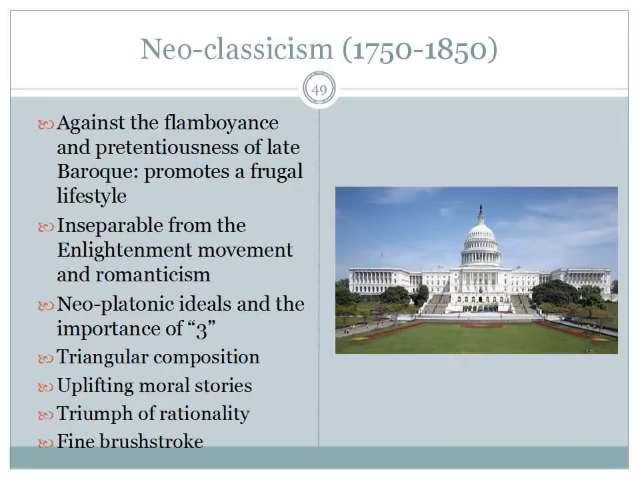 Neo-classicism (1750-1850)
49
Against the flamboyance
and pretentiousness of late
Baroque: promotes a frugal
lifestyle
Inseparable from the
Enlightenment movement
and romanticism
Neo-platonic ideals and the
importance of “3”
Triangular composition
Uplifting moral stories
Triumph of rationality
Fine brushstroke